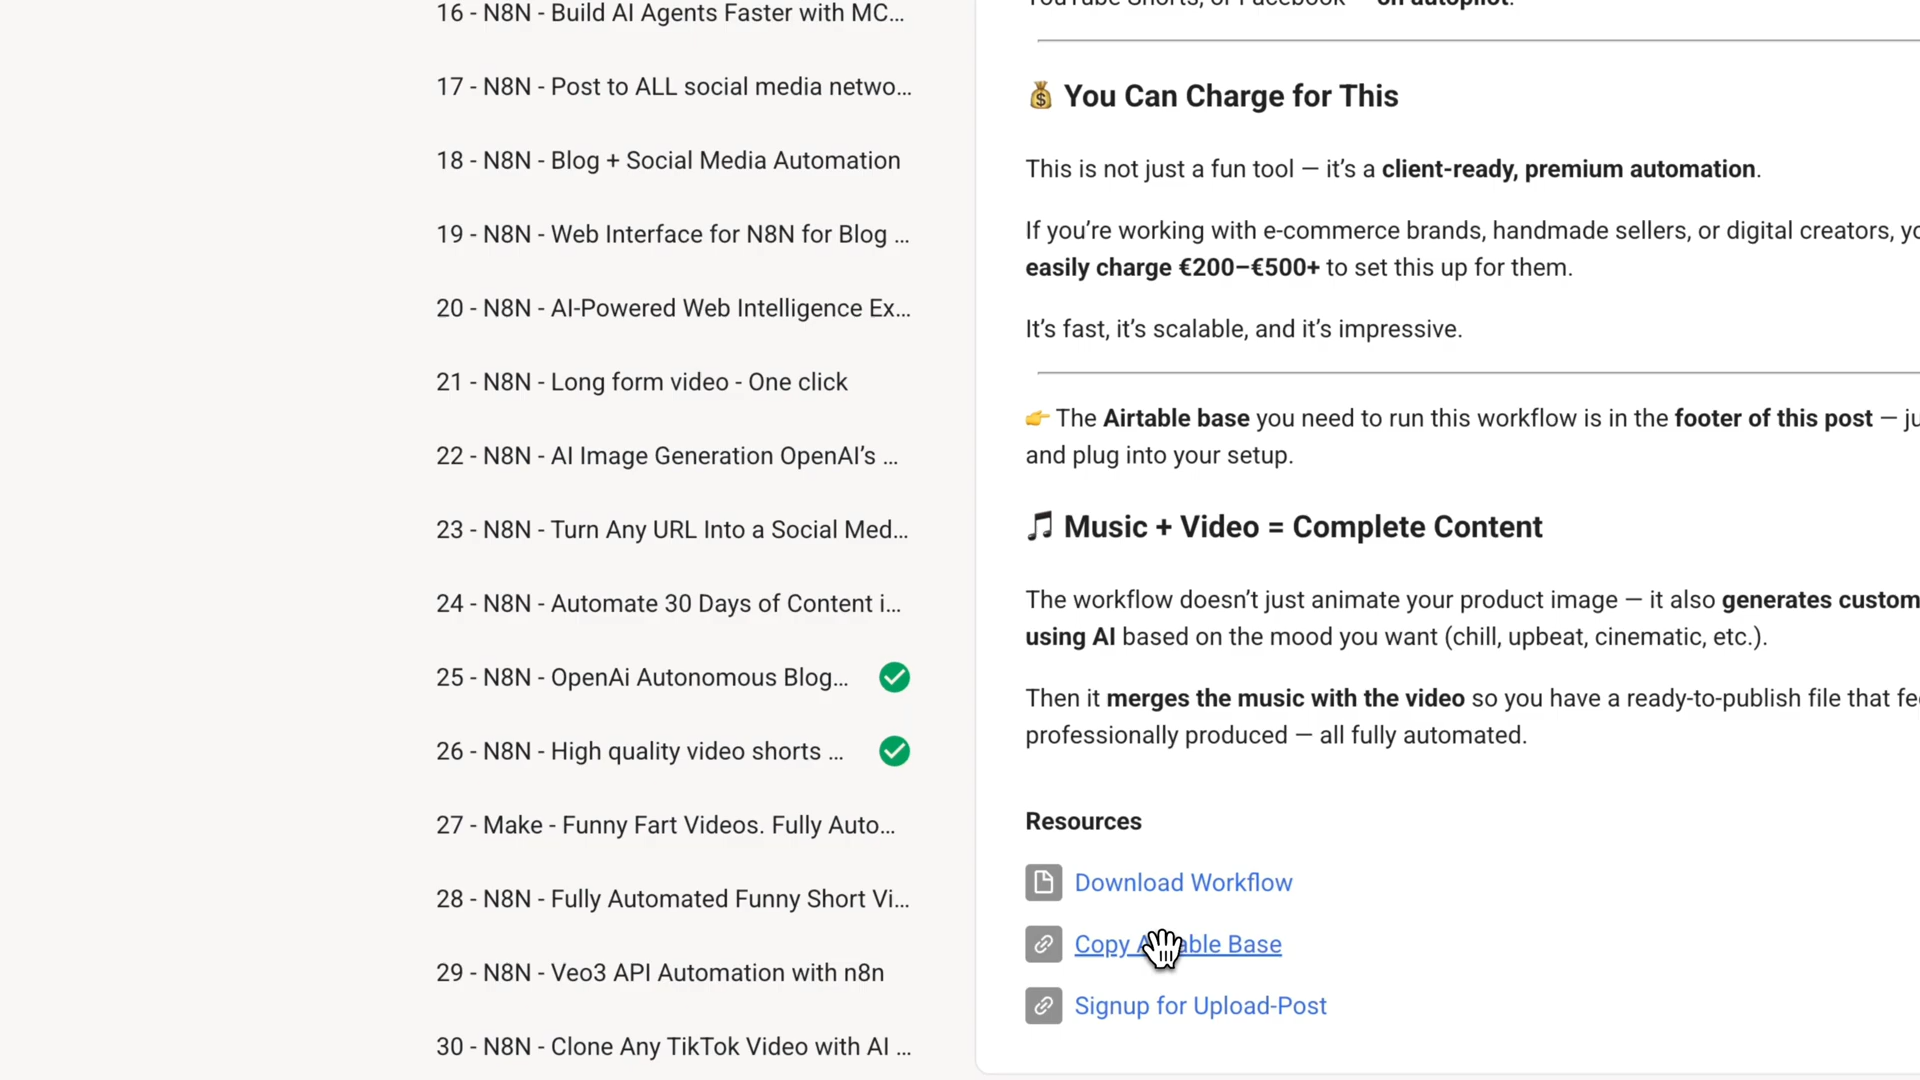 16 - N8N - Build AI Agents Faster with MC...
17 - N8N - Post to ALL social media netwo...
18 - N8N - Blog + Social Media Automation
19 - N8N - Web Interface for N8N for Blog ...
20 - N8N - AI-Powered Web Intelligence Ex...
21 - N8N - Long form video - One click
22 - N8N - AI Image Generation OpenAI’s ...
23 - N8N - Turn Any URL Into a Social Med...
24 - N8N - Automate 30 Days of Content i...
25 - N8N - OpenAi Autonomous Blog...
26 - N8N - High quality video shorts ...
27 - Make - Funny Fart Videos. Fully Auto...
28 - N8N - Fully Automated Funny Short Vi...
29 - N8N - Veo3 API Automation with n8n
30 - N8N - Clone Any TikTok Video with AI ...
YouTube Shorts, or Facebook — on autopilot.
💰 You Can Charge for This
This is not just a fun tool — it’s a client-ready, premium automation.
If you’re working with e-commerce brands, handmade sellers, or digital creators,
easily charge €200–€500+ to set this up for them.
It’s fast, it’s scalable, and it’s impressive.
👉 The Airtable base you need to run this workflow is in the footer of this post —
and plug into your setup.
🎵 Music + Video = Complete Content
The workflow doesn’t just animate your product image — it also generates custom
using AI based on the mood you want (chill, upbeat, cinematic, etc.).
Then it merges the music with the video so you have a ready-to-publish file that
professionally produced — all fully automated.
Resources
Download Workflow
Copy Airtable Base
Signup for Upload-Post